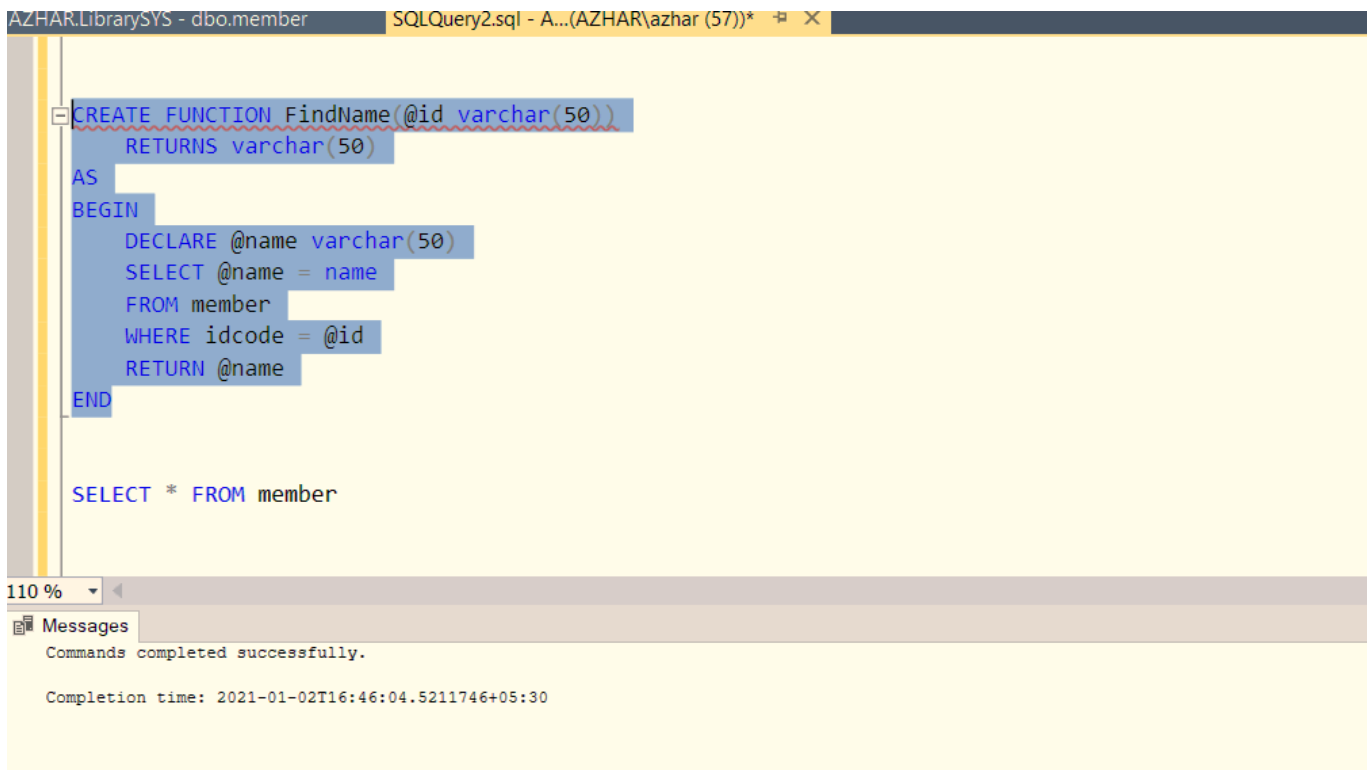 AZHAR.LibrarySYS - dbo.member
SQLQuery2.sql - A...(AZHAR\azhar (57))*
CREATE FUNCTION FindName(@id varchar(50))
RETURNS varchar(50)
AS
BEGIN
DECLARE @name varchar(50)
SELECT @name = name
FROM member
WHERE idcode = @id
RETURN @name
END
SELECT * FROM member
110 %
Messages
Commands completed successfully.
Completion time: 2021-01-02T16:46:04.5211746+05:30